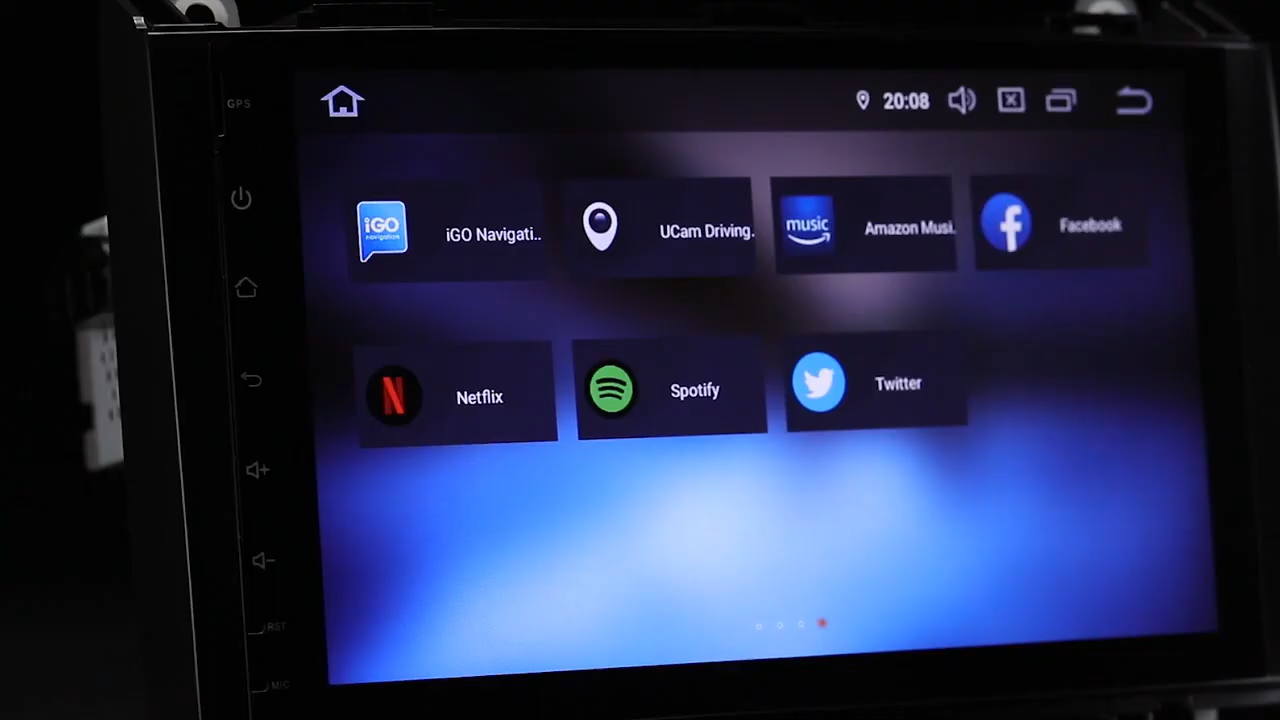 GPS
20:08
iGO
navigation
iGO Navigati..
UCam Driving.
music
Amazon Musi.
Facebook
N
Netflix
Spotify
Twitter
RST
MIC